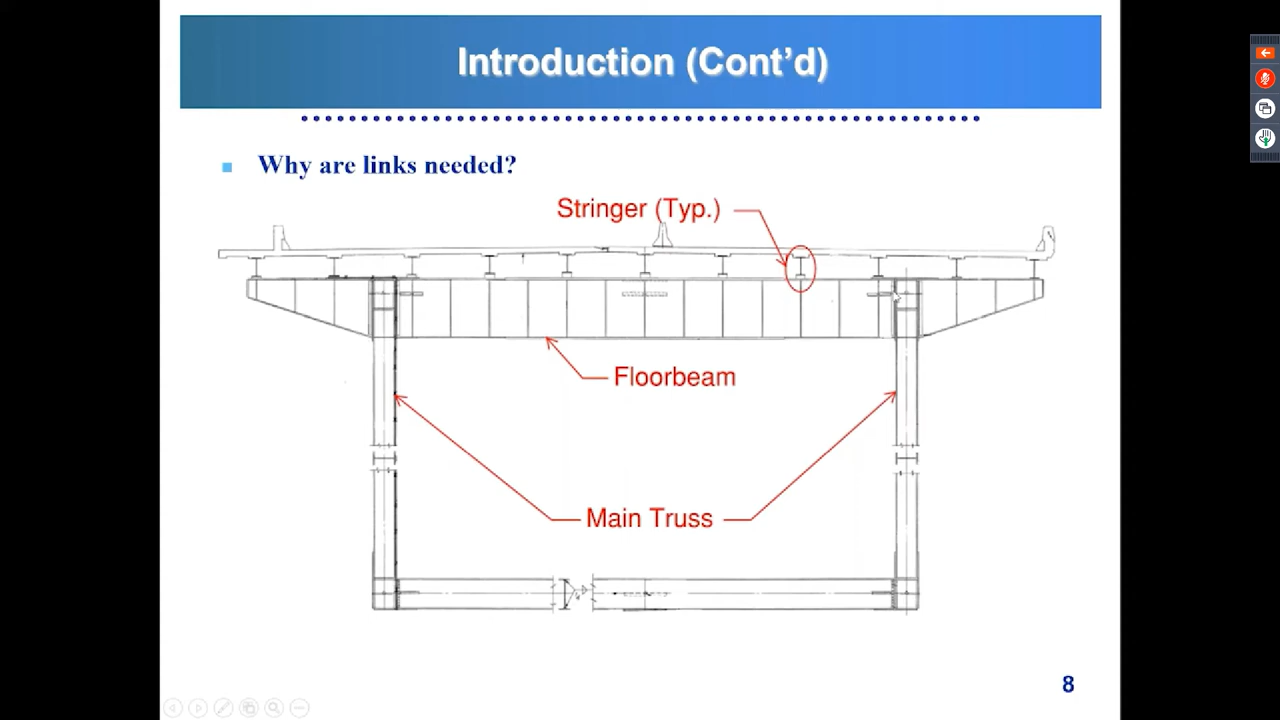 Introduction (Cont’d)
Why are links needed?
Stringer (Typ.)
Floorbeam
Main Truss
8